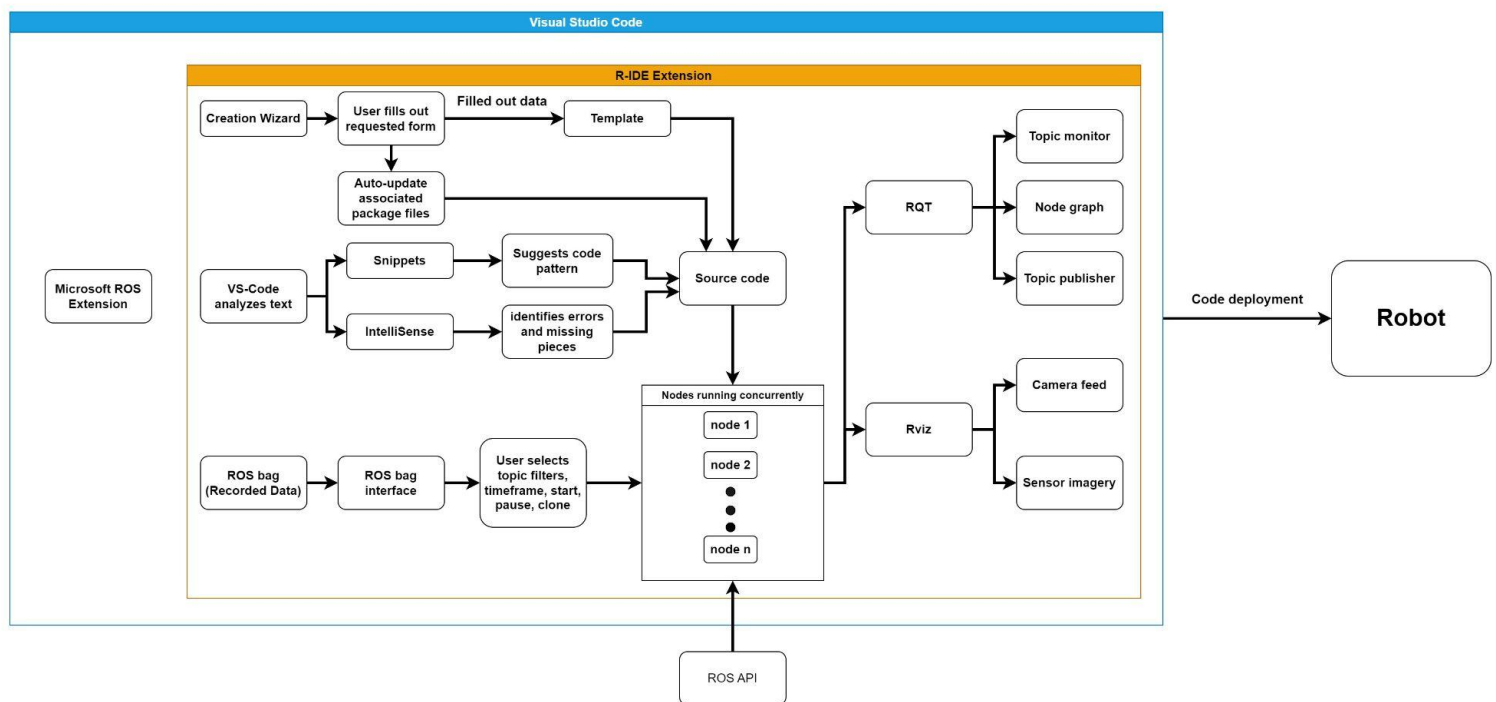 Visual Studio Code
R-IDE Extension
Creation Wizard
User fills out
requested form
Filled out data
Template
Auto-update
associated
package files
Microsoft ROS
Extension
VS-Code
analyzes text
Snippets
Suggests code
pattern
IntelliSense
identifies errors
and missing
pieces
Source code
ROS bag
(Recorded Data)
ROS bag
interface
User selects
topic filters,
timeframe, start,
pause, clone
Nodes running concurrently
node 1
node 2
node n
RQT
Topic monitor
Node graph
Topic publisher
Rviz
Camera feed
Sensor imagery
Code deployment
Robot
ROS API